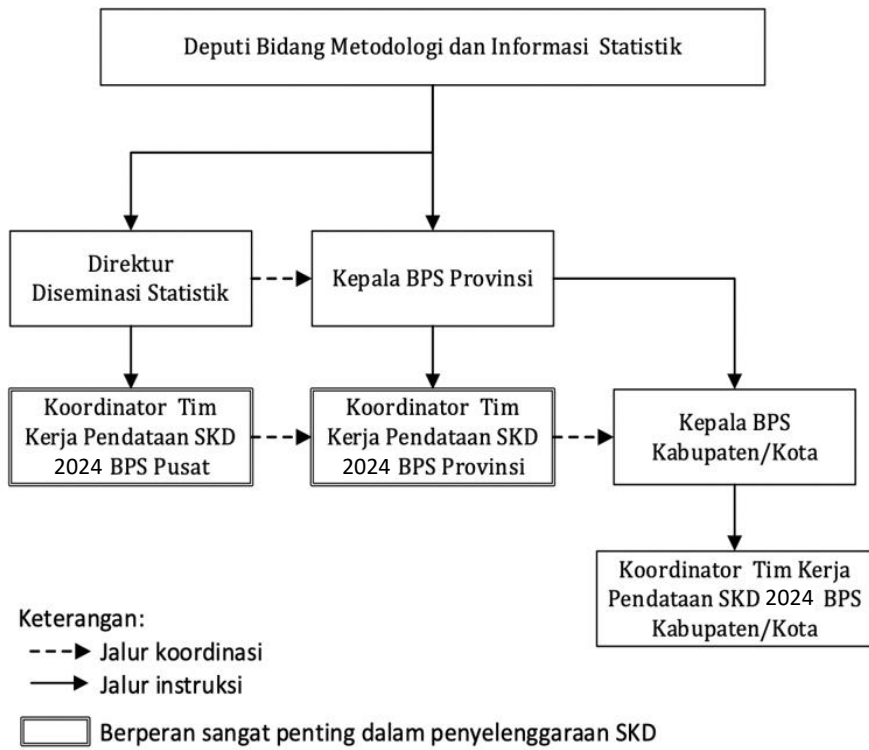 Deputi Bidang Metodologi dan Informasi Statistik
Direktur
Diseminasi Statistik
Kepala BPS Provinsi
Koordinator Tim
Kerja Pendataan SKD
2024 BPS Pusat
Koordinator Tim
Kerja Pendataan SKD
2024 BPS Provinsi
Kepala BPS
Kabupaten/Kota
Koordinator Tim Kerja
Pendataan SKD 2024 BPS
Kabupaten/Kota
Keterangan:
Jalur koordinasi
Jalur instruksi
Berperan sangat penting dalam penyelenggaraan SKD